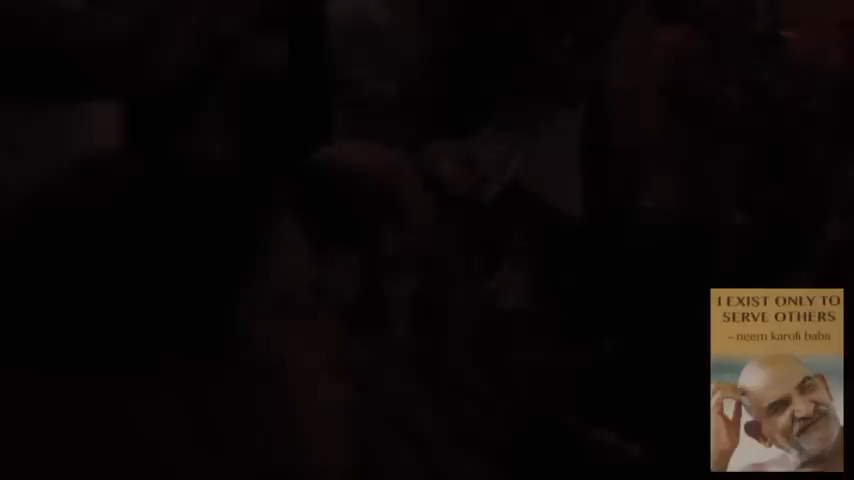 I EXIST ONLY TO
SERVE OTHERS
- neem karoli baba